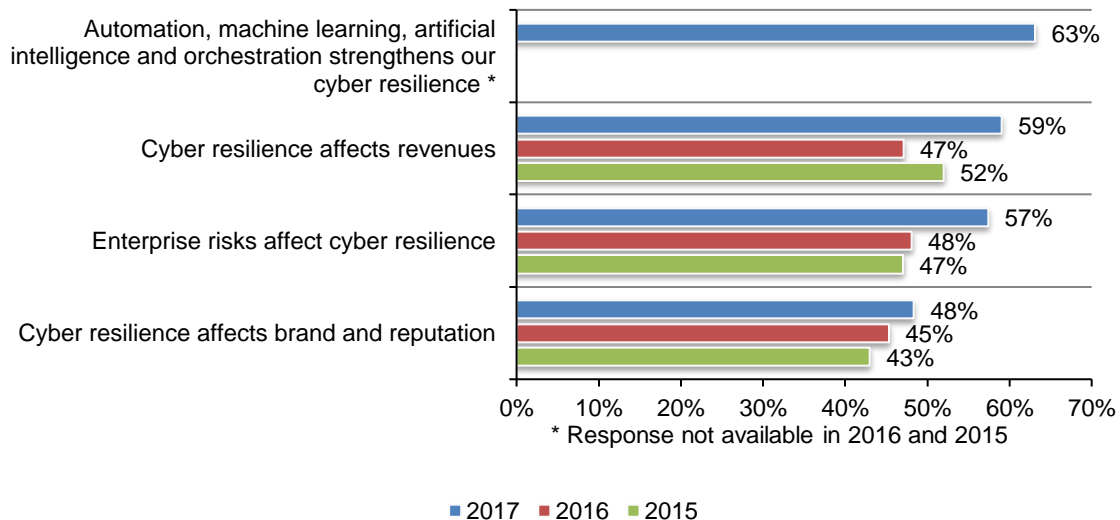 Automation, machine learning, artificial
intelligence and orchestration strengthens our
cyber resilience *
63%
Cyber resilience affects revenues
59%
47%
52%
Enterprise risks affect cyber resilience
57%
48%
47%
Cyber resilience affects brand and reputation
48%
45%
43%
0% 10% 20% 30% 40% 50% 60% 70%
* Response not available in 2016 and 2015
2017 2016 2015